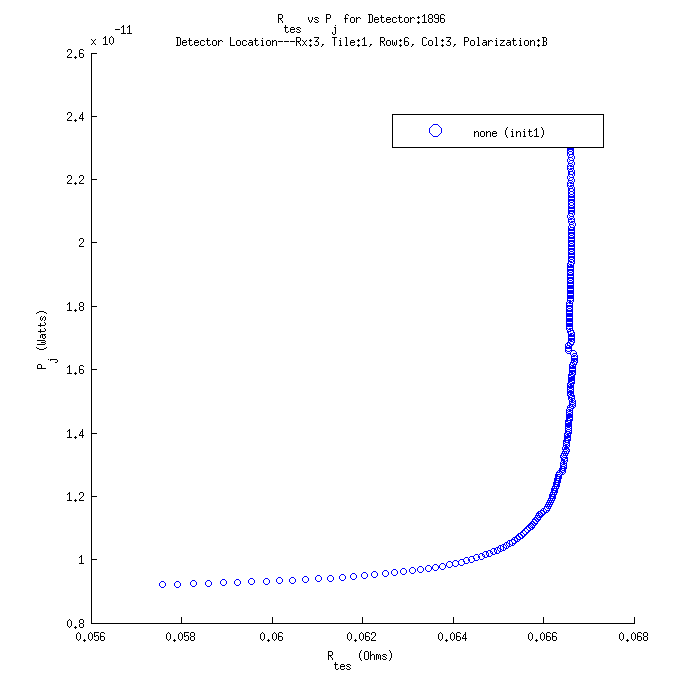 R_tes vs P_j for Detector:1896
Detector Location---Rx:3, Tile:1, Row:6, Col:3, Polarization:B
x 10^-11
2.6
2.4
none (init1)
2.2
2
1.8
P_j (Watts)
1.6
1.4
1.2
1
0.8
0.056 0.058 0.06 0.062 0.064 0.066 0.068
R_tes (Ohms)